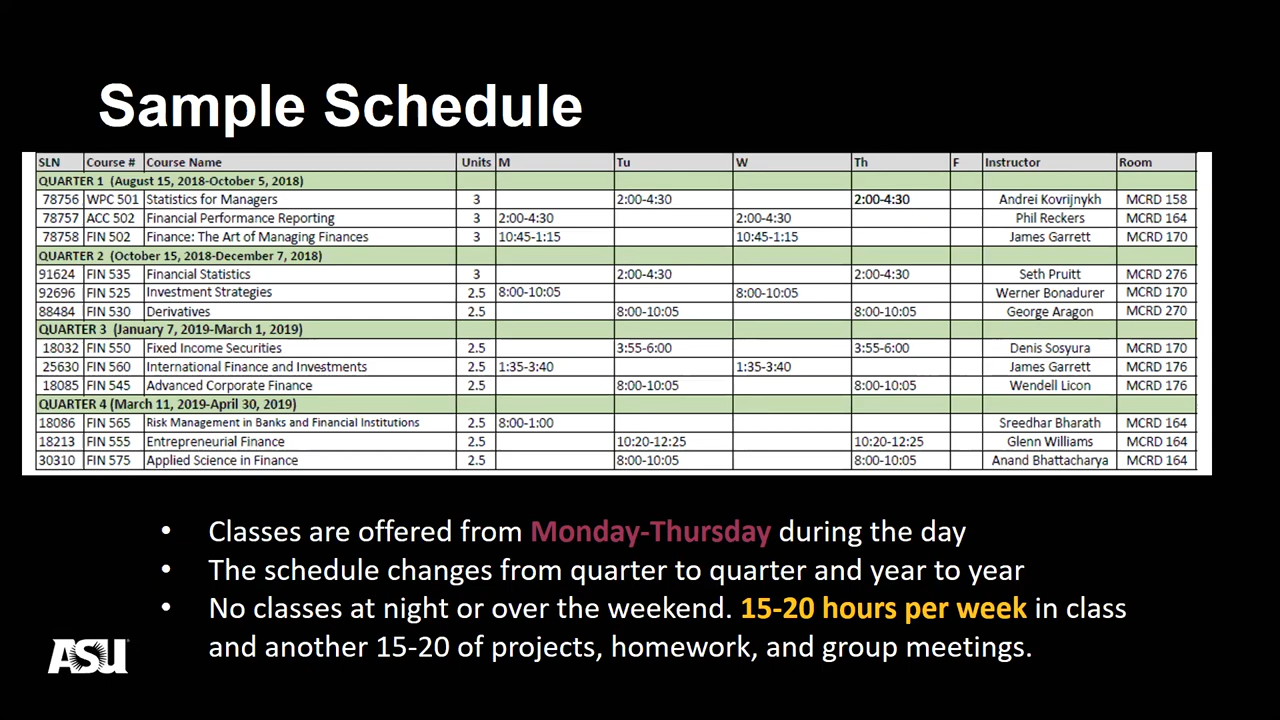 Sample Schedule
SLN Course # Course Name Units M Tu W Th F Instructor Room
QUARTER 1 (August 15, 2018-October 5, 2018)
78756 WPC 501 Statistics for Managers 3 2:00-4:30 2:00-4:30 Andrei Kovrijnykh MCRD 158
78757 ACC 502 Financial Performance Reporting 3 2:00-4:30 2:00-4:30 Phil Reckers MCRD 164
78758 FIN 502 Finance: The Art of Managing Finances 3 10:45-1:15 10:45-1:15 James Garrett MCRD 170
QUARTER 2 (October 15, 2018-December 7, 2018)
91624 FIN 535 Financial Statistics 3 2:00-4:30 2:00-4:30 Seth Pruitt MCRD 276
92696 FIN 525 Investment Strategies 2.5 8:00-10:05 8:00-10:05 Werner Bonadurer MCRD 170
88484 FIN 530 Derivatives 2.5 8:00-10:05 8:00-10:05 George Aragon MCRD 270
QUARTER 3 (January 7, 2019-March 1, 2019)
18032 FIN 550 Fixed Income Securities 2.5 3:55-6:00 3:55-6:00 Denis Sosyura MCRD 170
25630 FIN 560 International Finance and Investments 2.5 1:35-3:40 1:35-3:40 James Garrett MCRD 176
18085 FIN 545 Advanced Corporate Finance 2.5 8:00-10:05 8:00-10:05 Wendell Licon MCRD 176
QUARTER 4 (March 11, 2019-April 30, 2019)
18086 FIN 565 Risk Management in Banks and Financial Institutions 2.5 8:00-1:00 Sreedhar Bharath MCRD 164
18213 FIN 555 Entrepreneurial Finance 2.5 10:20-12:25 10:20-12:25 Glenn Williams MCRD 164
30310 FIN 575 Applied Science in Finance 2.5 8:00-10:05 8:00-10:05 Anand Bhattacharya MCRD 164
• Classes are offered from Monday-Thursday during the day
• The schedule changes from quarter to quarter and year to year
• No classes at night or over the weekend. 15-20 hours per week in class
and another 15-20 of projects, homework, and group meetings.
ASU